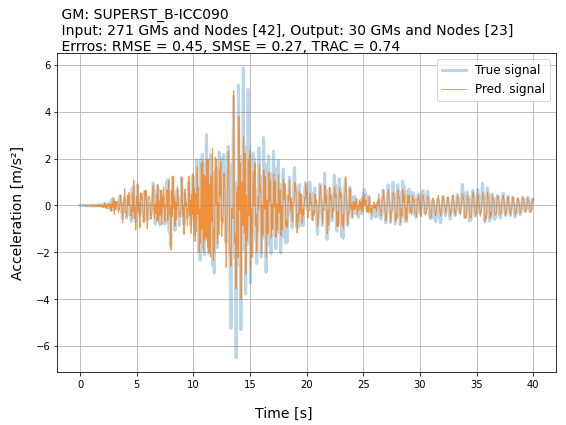 GM: SUPERST_B-ICC090
Input: 271 GMs and Nodes [42], Output: 30 GMs and Nodes [23]
Errros: RMSE = 0.45, SMSE = 0.27, TRAC = 0.74
True signal
Pred. signal
6
4
2
0
−2
−4
−6
Acceleration [m/s²]
0 5 10 15 20 25 30 35 40
Time [s]